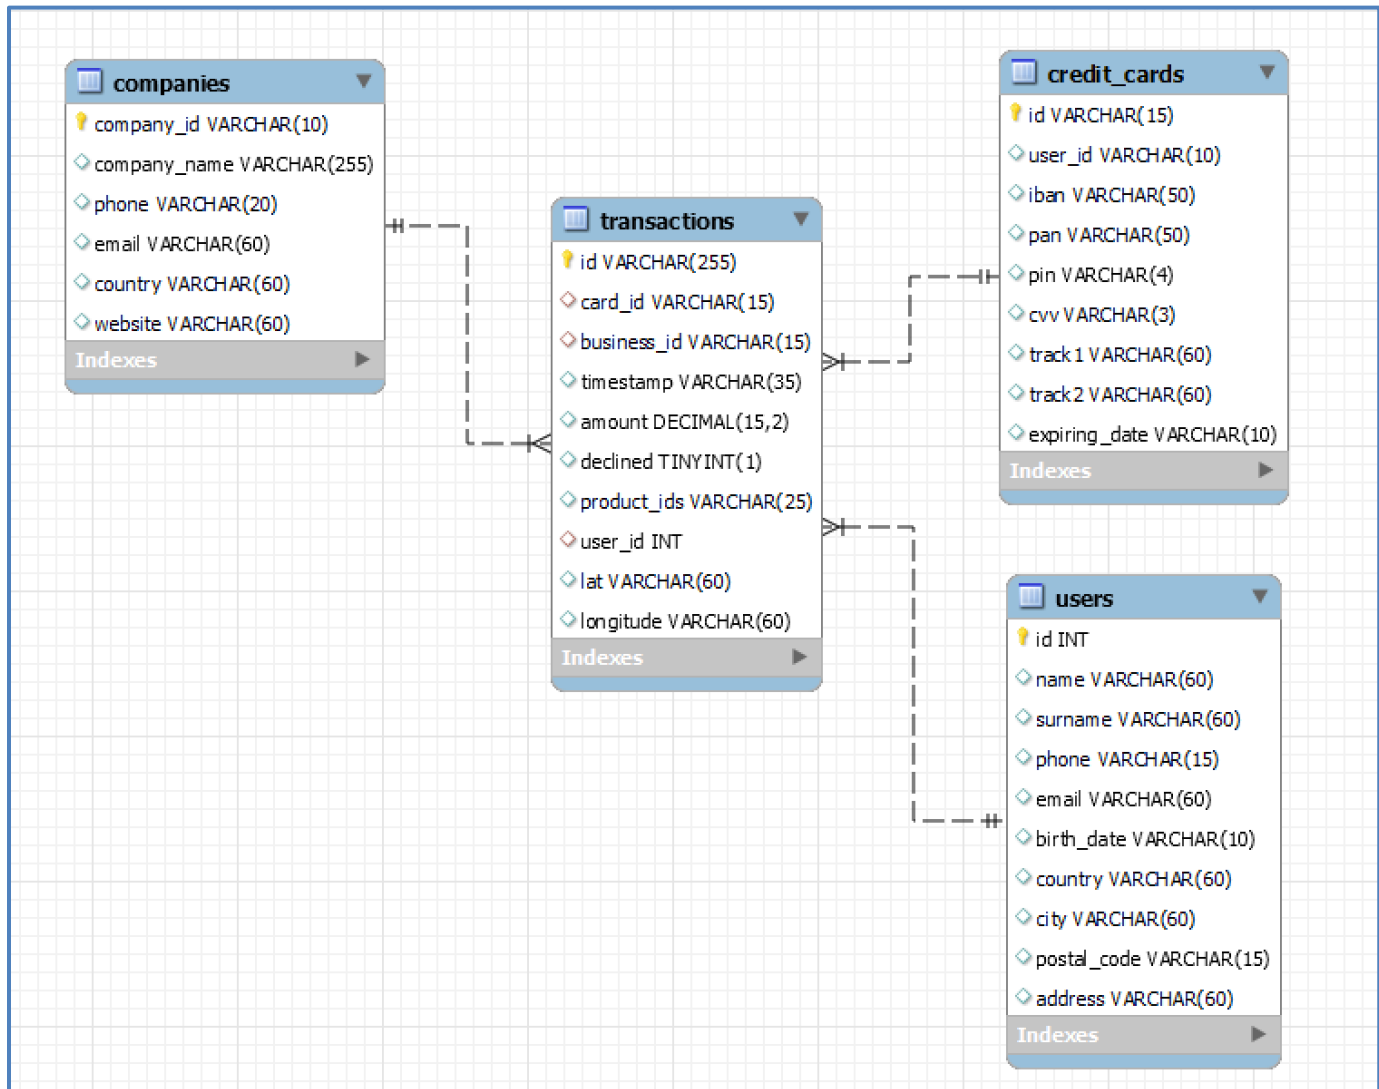 companies
company_id VARCHAR(10)
company_name VARCHAR(255)
phone VARCHAR(20)
email VARCHAR(60)
country VARCHAR(60)
website VARCHAR(60)
Indexes
transactions
id VARCHAR(255)
card_id VARCHAR(15)
business_id VARCHAR(15)
timestamp VARCHAR(35)
amount DECIMAL(15,2)
declined TINYINT(1)
product_ids VARCHAR(25)
user_id INT
lat VARCHAR(60)
longitude VARCHAR(60)
Indexes
credit_cards
id VARCHAR(15)
user_id VARCHAR(10)
iban VARCHAR(50)
pan VARCHAR(50)
pin VARCHAR(4)
cvv VARCHAR(3)
track1 VARCHAR(60)
track2 VARCHAR(60)
expiring_date VARCHAR(10)
Indexes
users
id INT
name VARCHAR(60)
surname VARCHAR(60)
phone VARCHAR(15)
email VARCHAR(60)
birth_date VARCHAR(10)
country VARCHAR(60)
city VARCHAR(60)
postal_code VARCHAR(15)
address VARCHAR(60)
Indexes